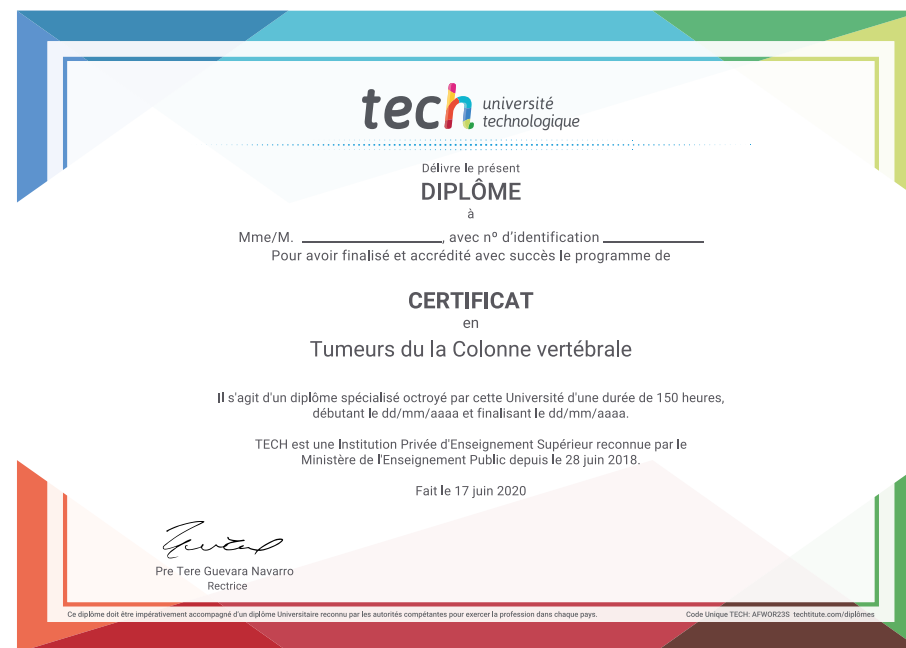 tech université
technologique
Délivre le présent
DIPLÔME
à
Mme/M. , avec nº d'identification
Pour avoir finalisé et accrédité avec succès le programme de
CERTIFICAT
en
Tumeurs du la Colonne vertébrale
Il s'agit d'un diplôme spécialisé octroyé par cette Université d'une durée de 150 heures,
débutant le dd/mm/aaaa et finalisant le dd/mm/aaaa.
TECH est une Institution Privée d'Enseignement Supérieur reconnue par le
Ministère de l'Enseignement Public depuis le 28 juin 2018.
Fait le 17 juin 2020
Pre Tere Guevara Navarro
Rectrice
Ce diplôme doit être impérativement accompagné d'un diplôme Universitaire reconnu par les autorités compétentes pour exercer la profession dans chaque pays.
Code Unique TECH: AFWOR23S techtitute.com/diplômes